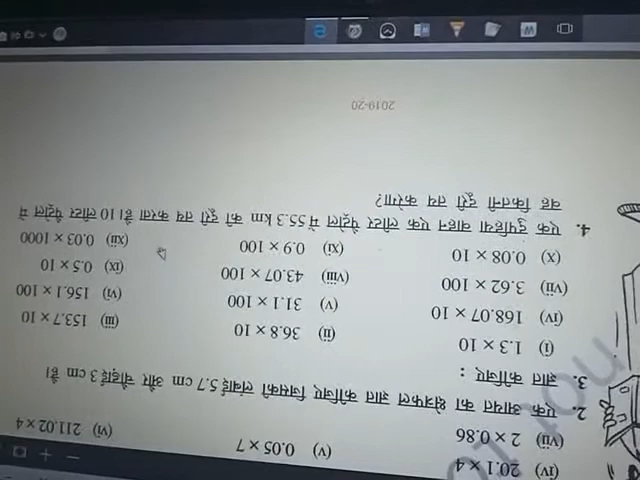 (iv) 20.1 × 4 (v) 0.05 × 7 (vi) 211.02 × 4
(vii) 2 × 0.86
2. एक आयत का क्षेत्रफल ज्ञात कीजिए जिसकी लंबाई 5.7 cm और चौड़ाई 3 cm है।
3. ज्ञात कीजिए :
(i) 1.3 × 10 (ii) 36.8 × 10 (iii) 153.7 × 10
(iv) 168.07 × 10 (v) 31.1 × 100 (vi) 156.1 × 100
(vii) 3.62 × 100 (viii) 43.07 × 100 (ix) 0.5 × 10
(x) 0.08 × 10 (xi) 0.9 × 100 (xii) 0.03 × 1000
4. एक दुपहिया वाहन एक लीटर पेट्रोल में 55.3 km की दूरी तय करता है। 10 लीटर पेट्रोल में
वह कितनी दूरी तय करेगा?
2019-20